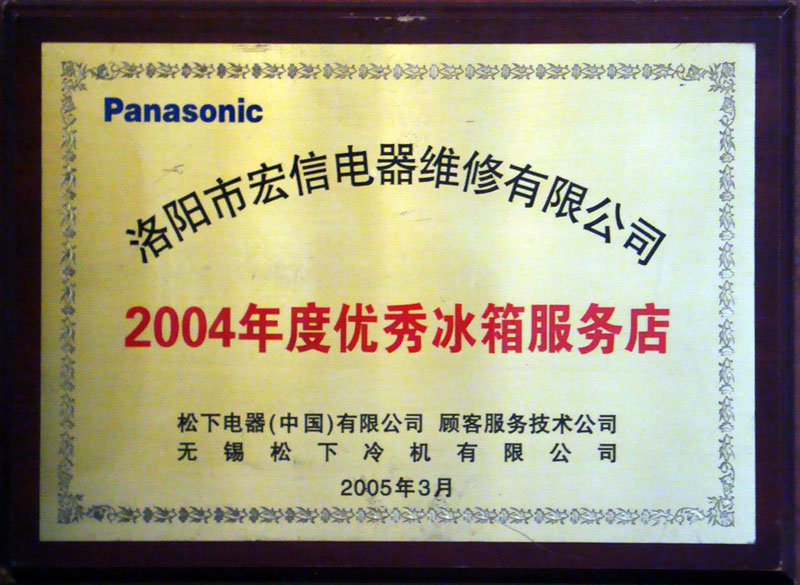 Panasonic
洛阳市宏信电器维修有限公司
2004年度优秀冰箱服务店
松下电器(中国)有限公司 顾客服务技术公司
无锡松下冷机有限公司
2005年3月